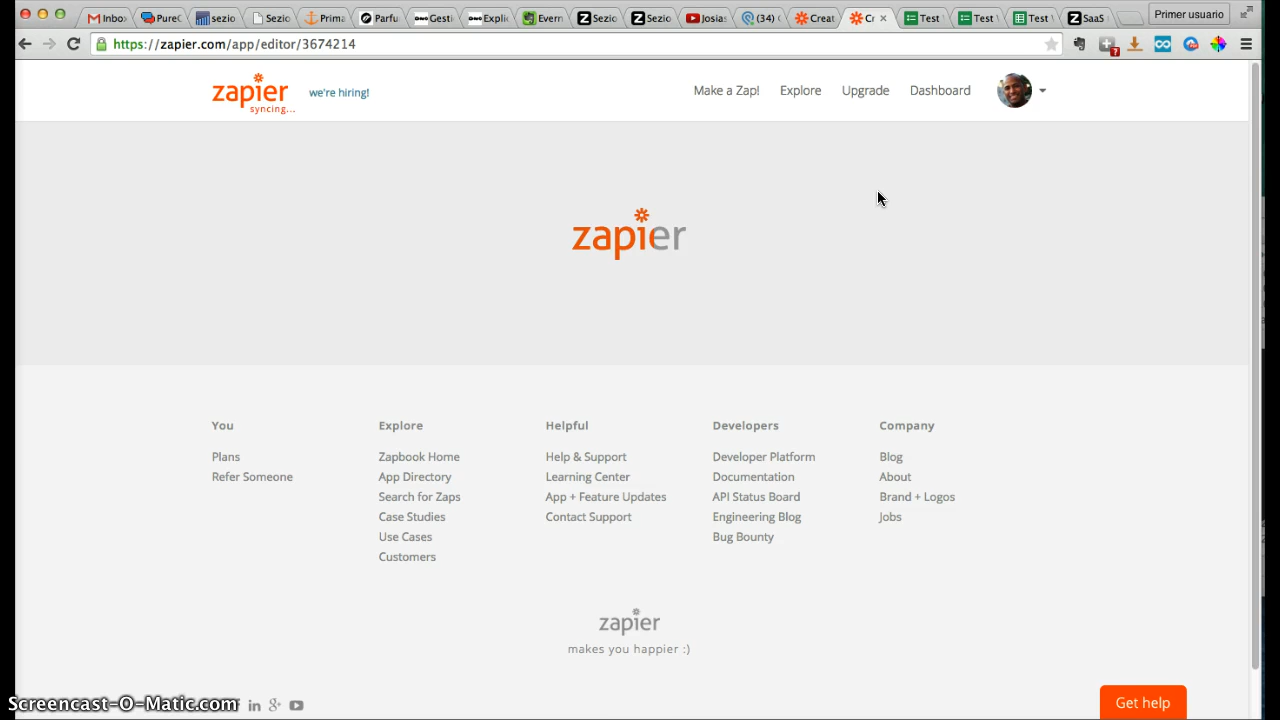 Inbox PureC sezio Sezio Prima Parfu Gesti Explic Evern Sezio Sezio Josias (34) Creat Cr Test Test Test SaaS Primer usuario
https://zapier.com/app/editor/3674214
zapier we're hiring! Make a Zap! Explore Upgrade Dashboard
syncing...
zapier
You Explore Helpful Developers Company
Plans Zapbook Home Help & Support Developer Platform Blog
Refer Someone App Directory Learning Center Documentation About
Search for Zaps App + Feature Updates API Status Board Brand + Logos
Case Studies Contact Support Engineering Blog Jobs
Use Cases Bug Bounty
Customers
zapier
makes you happier :)
Screencast-O-Matic.com Get help